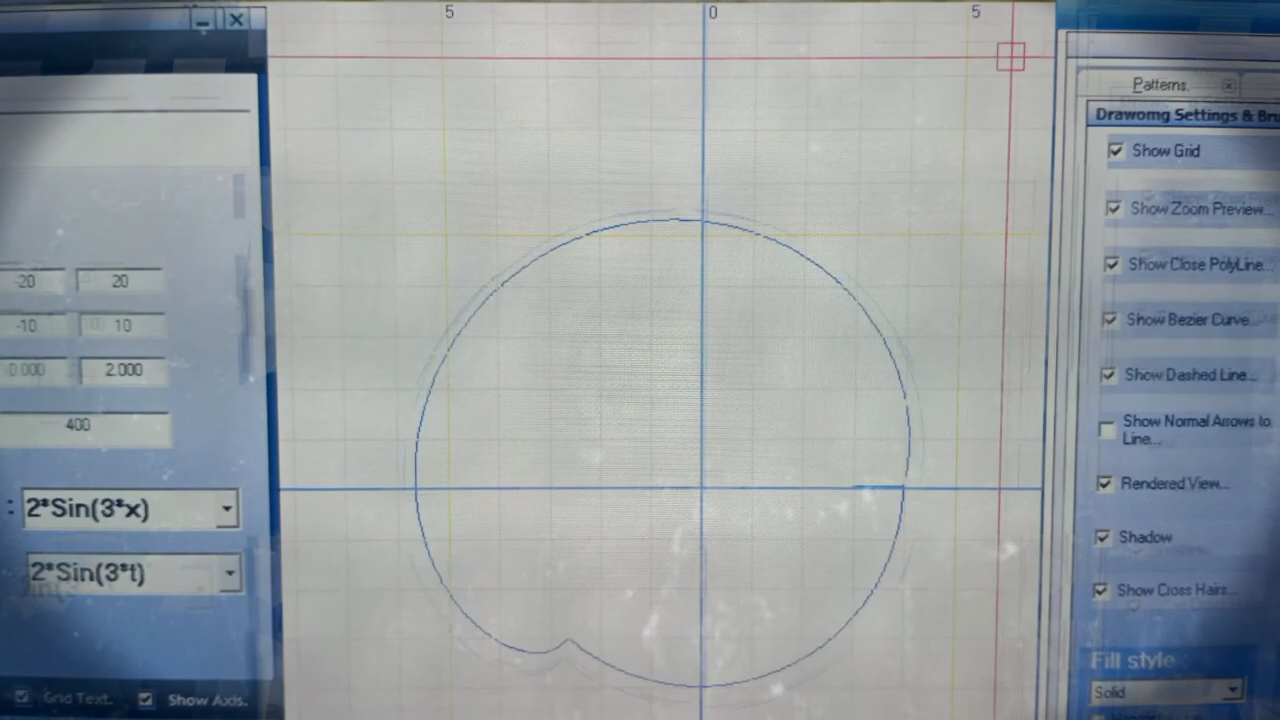 5 0 5
Patterns.
Drawomg Settings & Bru
Show Grid
Show Zoom Preview...
-20 20
Show Close PolyLine...
-10 10
Show Bezier Curve...
0.000 2.000
Show Dashed Line...
400
Show Normal Arrows to
Line...
Rendered View...
: 2*Sin(3*x)
Shadow
2*Sin(3*t)
Show Cross Hairs...
Fill style
Grid Text. Show Axis.
Solid